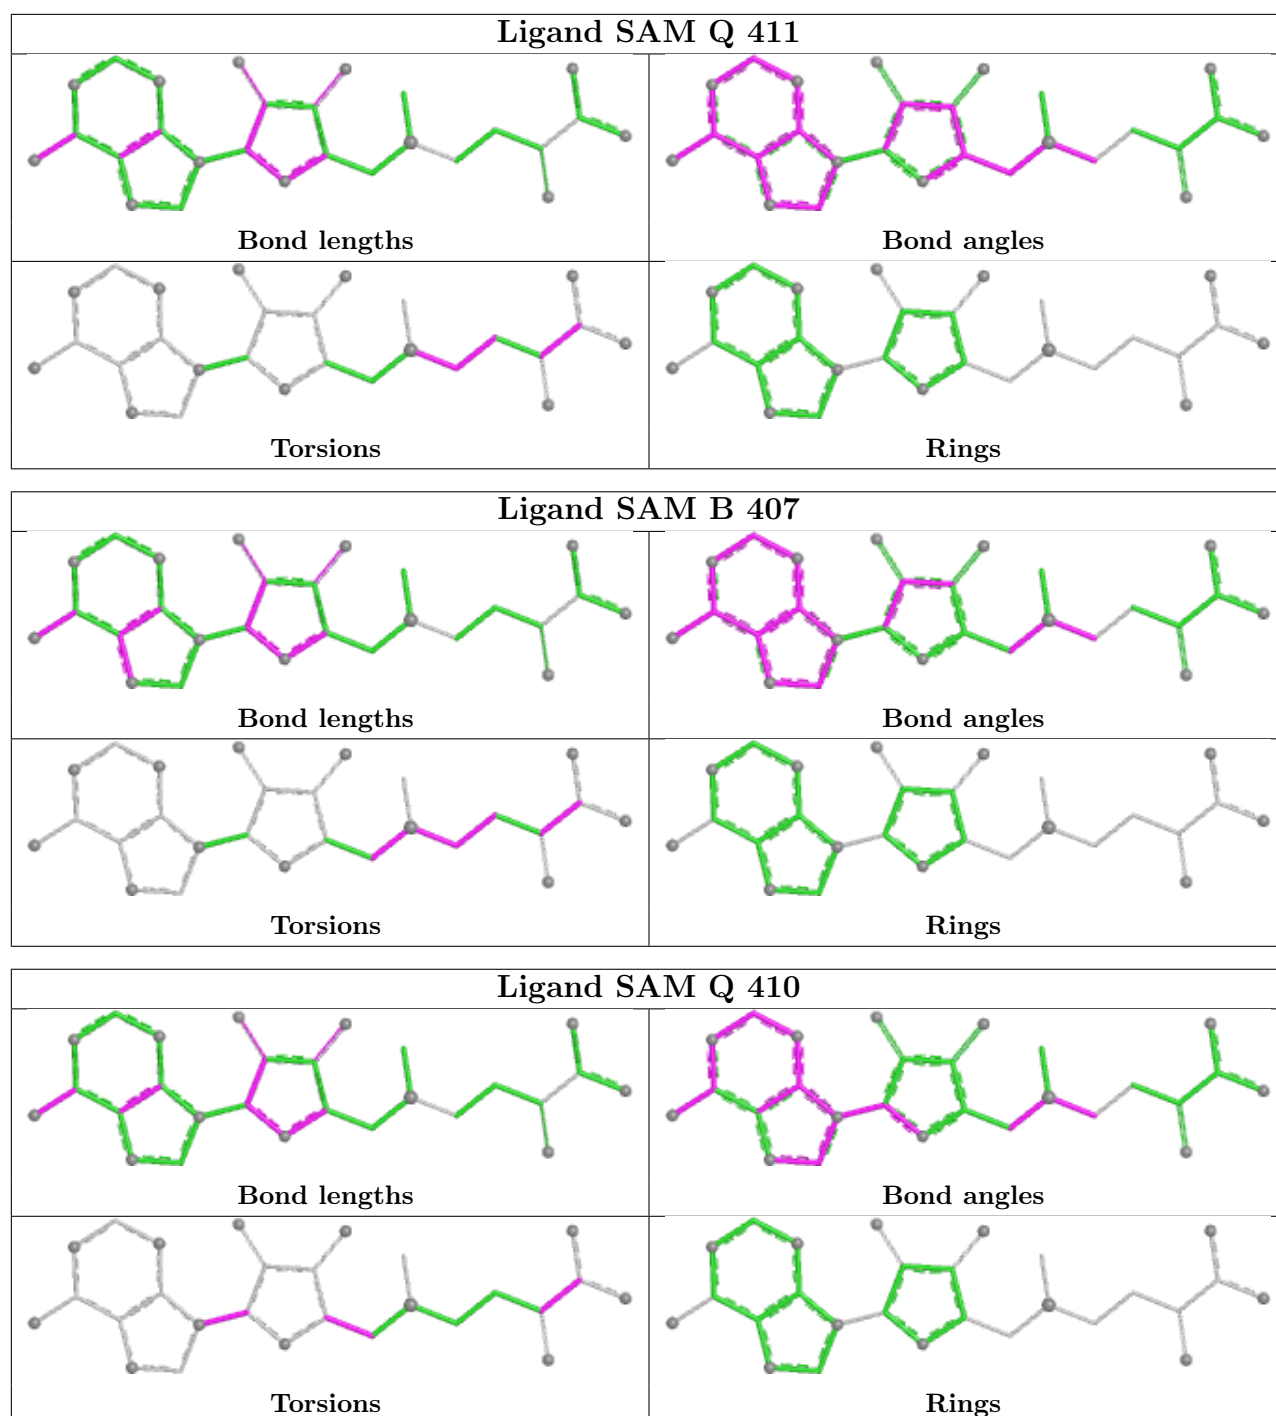 Ligand SAM Q 411
Bond lengths
Bond angles
Torsions
Rings
Ligand SAM B 407
Bond lengths
Bond angles
Torsions
Rings
Ligand SAM Q 410
Bond lengths
Bond angles
Torsions
Rings